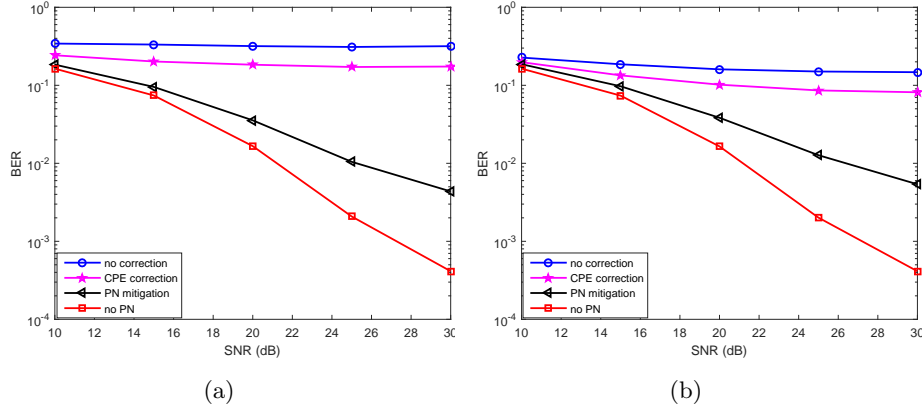 10^0
10^-1
10^-2
10^-3
10^-4
BER
no correction
CPE correction
PN mitigation
no PN
10 12 14 16 18 20 22 24 26 28 30
SNR (dB)
(a)
10^0
10^-1
10^-2
10^-3
10^-4
BER
no correction
CPE correction
PN mitigation
no PN
10 12 14 16 18 20 22 24 26 28 30
SNR (dB)
(b)